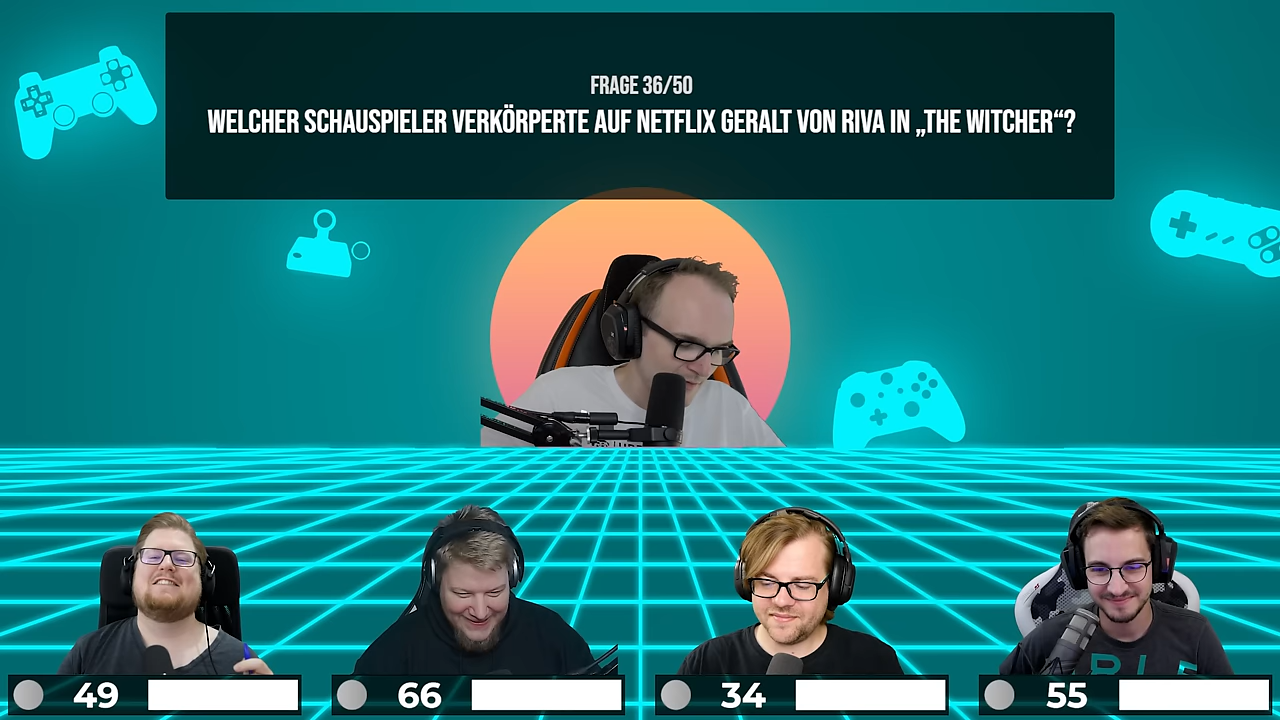 FRAGE 36/50
WELCHER SCHAUSPIELER VERKÖRPERTE AUF NETFLIX GERALT VON RIVA IN „THE WITCHER“?
49
66
34
55